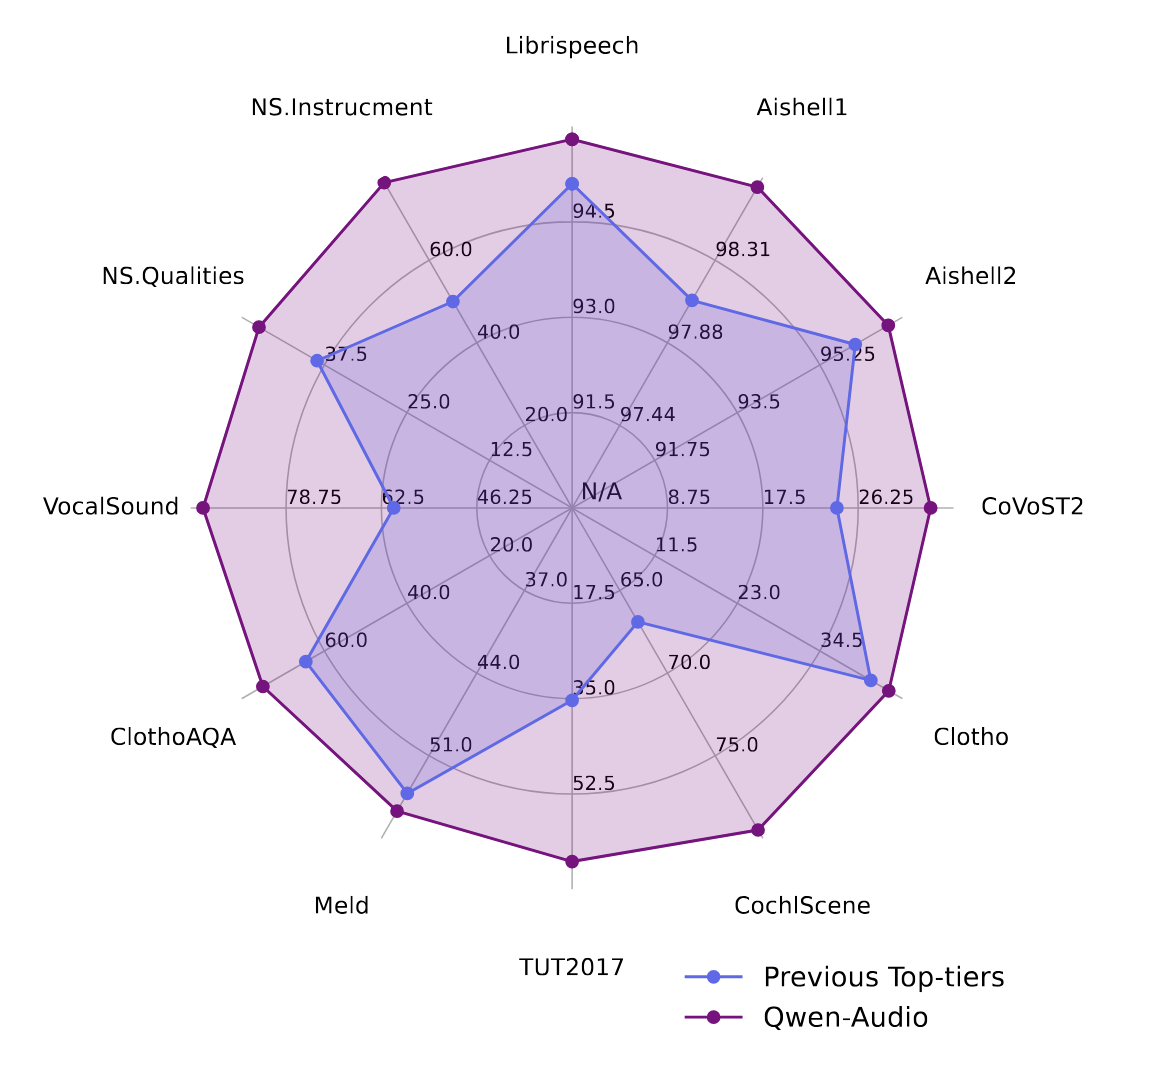 Librispeech
NS.Instrucment
Aishell1
94.5
60.0
98.31
NS.Qualities
Aishell2
93.0
40.0
97.88
37.5
95.25
25.0
91.5
93.5
20.0
97.44
12.5
91.75
N/A
VocalSound
78.75
62.5
46.25
8.75
17.5
26.25
CoVoST2
20.0
11.5
37.0
65.0
40.0
17.5
23.0
60.0
34.5
44.0
70.0
35.0
ClothoAQA
Clotho
51.0
75.0
52.5
Meld
CochlScene
TUT2017
Previous Top-tiers
Qwen-Audio